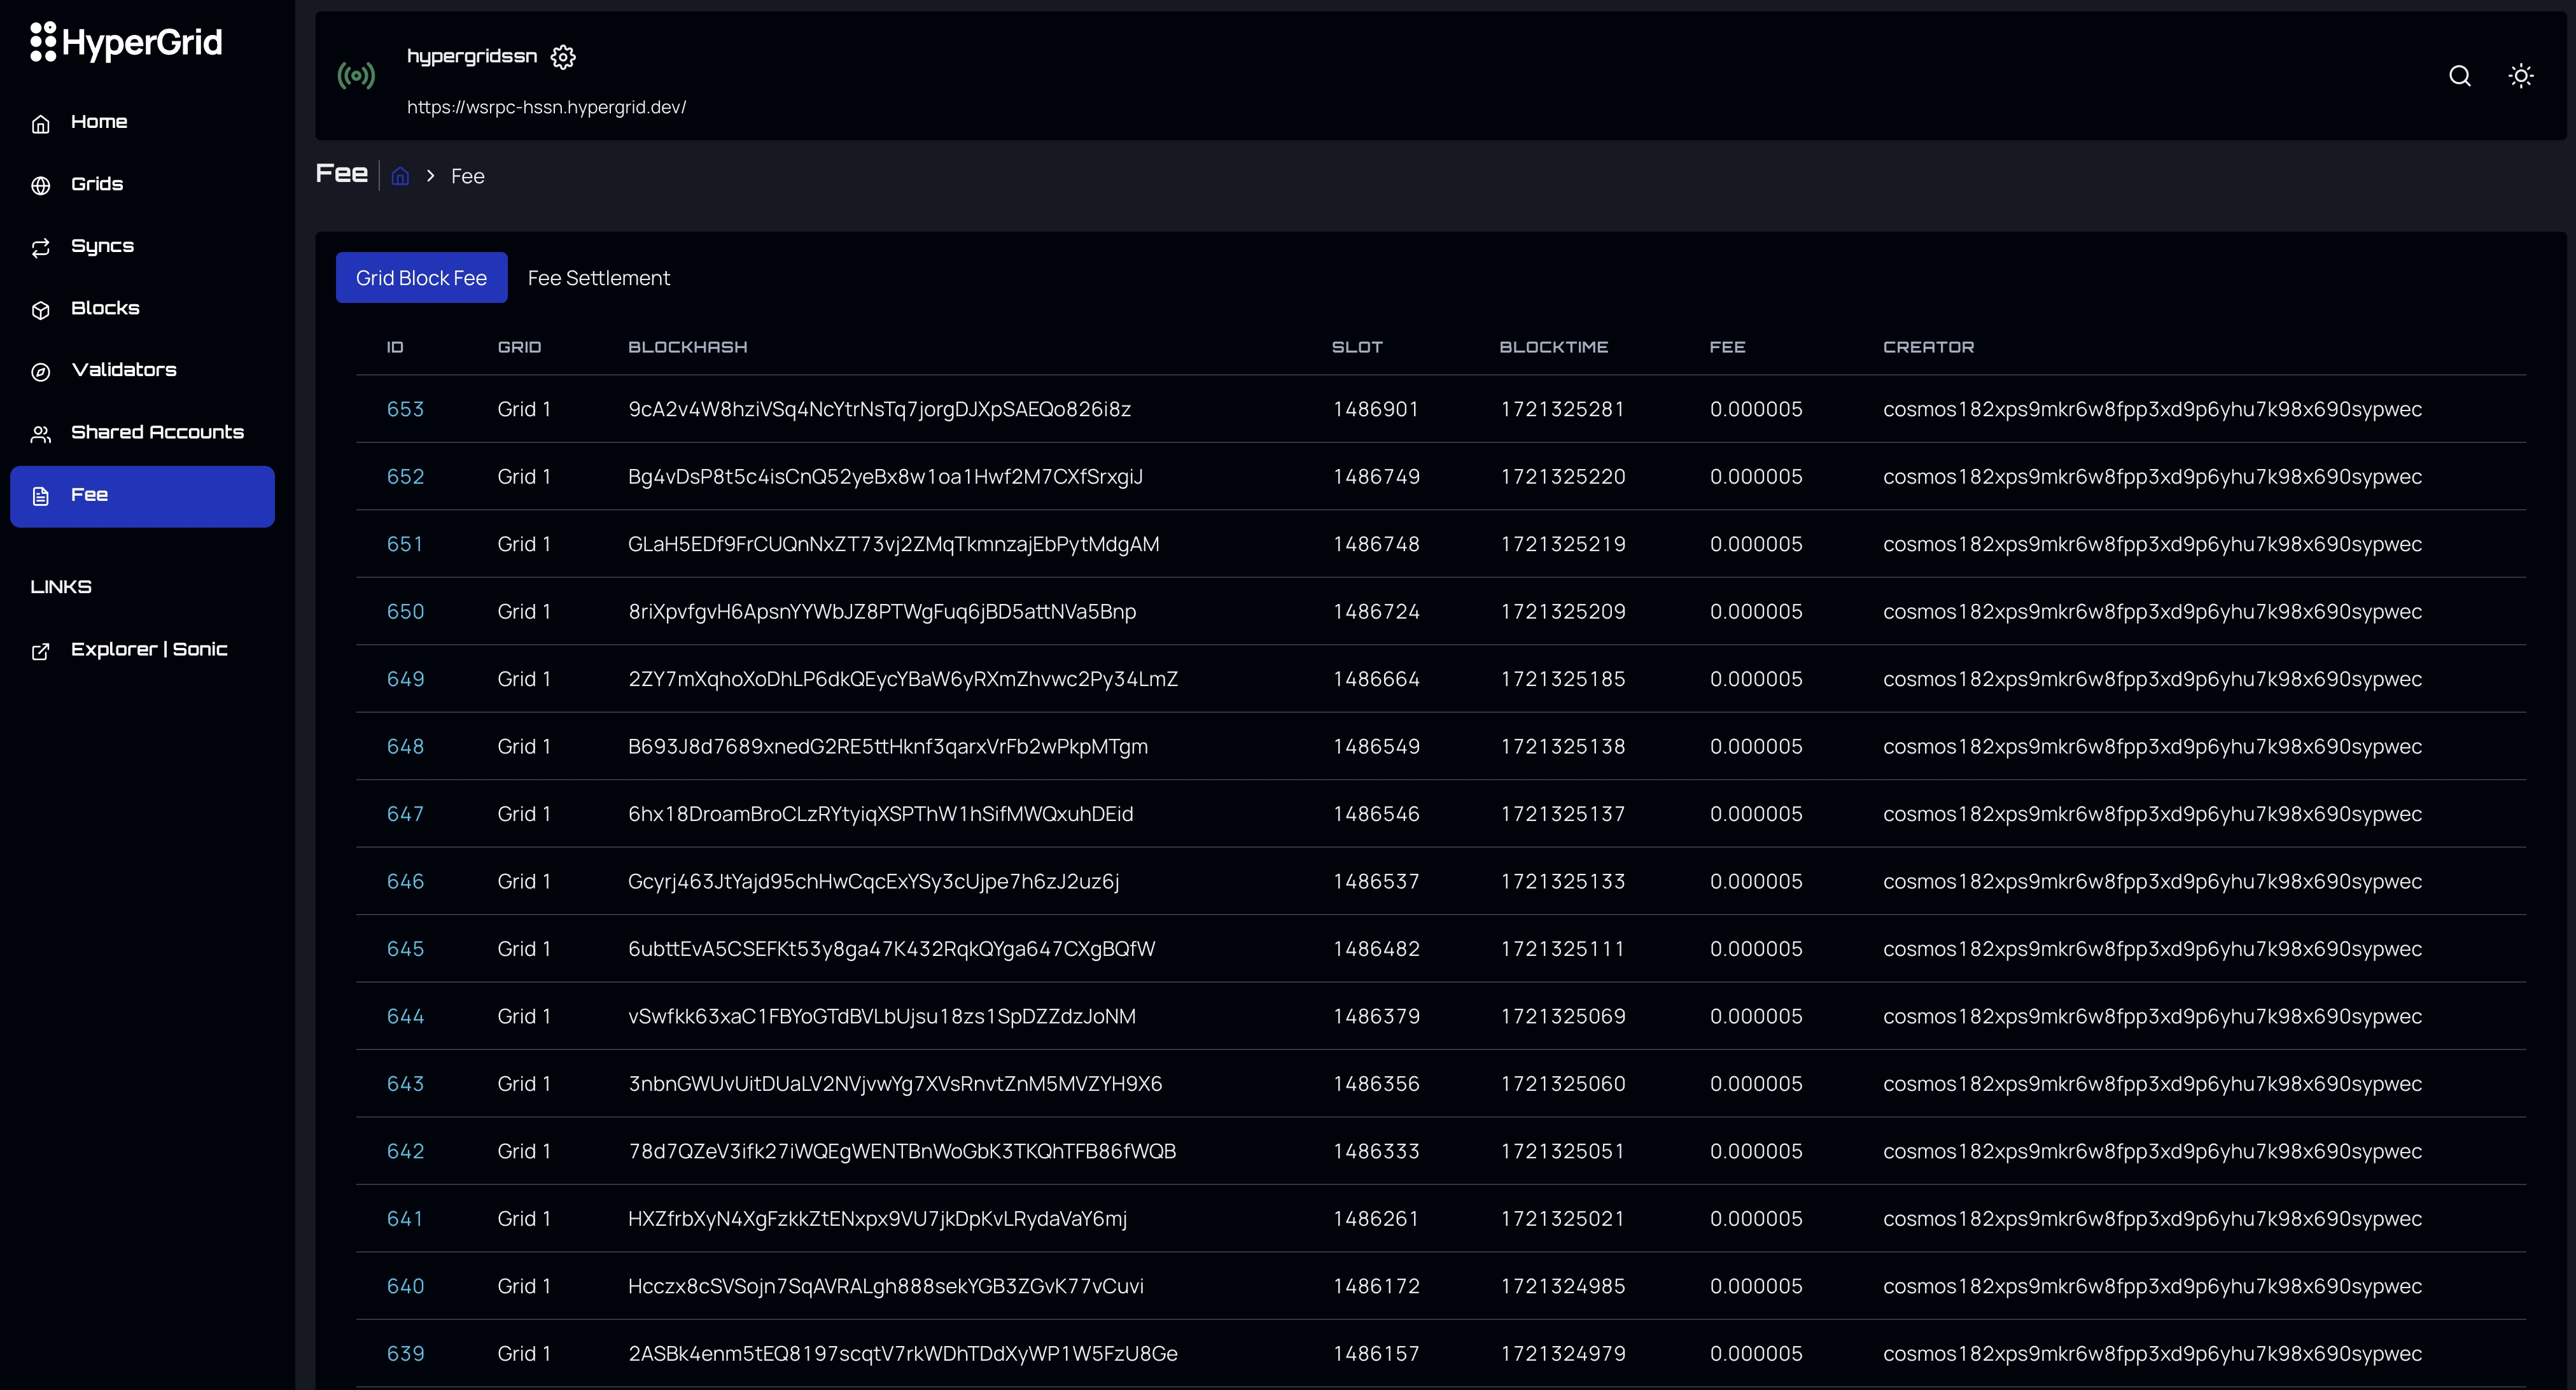 HyperGrid
Home
Grids
Syncs
Blocks
Validators
Shared Accounts
Fee
LINKS
Explorer | Sonic
hypergridssn
https://wsrpc-hssn.hypergrid.dev/
Fee | > Fee
Grid Block Fee Fee Settlement
ID GRID BLOCKHASH SLOT BLOCKTIME FEE CREATOR
653 Grid 1 9cA2v4W8hziVSq4NcYtrNsTq7jorgDJXpSAEQo826i8z 1486901 1721325281 0.000005 cosmos182xps9mkr6w8fpp3xd9p6yhu7k98x690sypwec
652 Grid 1 Bg4vDsP8t5c4isCnQ52yeBx8w1oa1Hwf2M7CXfSrxgiJ 1486749 1721325220 0.000005 cosmos182xps9mkr6w8fpp3xd9p6yhu7k98x690sypwec
651 Grid 1 GLaH5EDf9FrCUQnNxZT73vj2ZMqTkmnzajEbPytMdgAM 1486748 1721325219 0.000005 cosmos182xps9mkr6w8fpp3xd9p6yhu7k98x690sypwec
650 Grid 1 8riXpvfgvH6ApsnYYWbJZ8PTWgFuq6jBD5attNVa5Bnp 1486724 1721325209 0.000005 cosmos182xps9mkr6w8fpp3xd9p6yhu7k98x690sypwec
649 Grid 1 2ZY7mXqhoXoDhLP6dkQEycYBaW6yRXmZhvwc2Py34LmZ 1486664 1721325185 0.000005 cosmos182xps9mkr6w8fpp3xd9p6yhu7k98x690sypwec
648 Grid 1 B693J8d7689xnedG2RE5ttHknf3qarxVrFb2wPkpMTgm 1486549 1721325138 0.000005 cosmos182xps9mkr6w8fpp3xd9p6yhu7k98x690sypwec
647 Grid 1 6hx18DroamBroCLzRYtyiqXSPThW1hSifMWQxuhDEid 1486546 1721325137 0.000005 cosmos182xps9mkr6w8fpp3xd9p6yhu7k98x690sypwec
646 Grid 1 Gcyrj463JtYajd95chHwCqcExYSy3cUjpe7h6zJ2uz6j 1486537 1721325133 0.000005 cosmos182xps9mkr6w8fpp3xd9p6yhu7k98x690sypwec
645 Grid 1 6ubttEvA5CSEFKt53y8ga47K432RqkQYga647CXgBQfW 1486482 1721325111 0.000005 cosmos182xps9mkr6w8fpp3xd9p6yhu7k98x690sypwec
644 Grid 1 vSwfkk63xaC1FBYoGTdBVLbUjsu18zs1SpDZZdzJoNM 1486379 1721325069 0.000005 cosmos182xps9mkr6w8fpp3xd9p6yhu7k98x690sypwec
643 Grid 1 3nbnGWUvUitDUaLV2NVjvwYg7XVsRnvtZnM5MVZYH9X6 1486356 1721325060 0.000005 cosmos182xps9mkr6w8fpp3xd9p6yhu7k98x690sypwec
642 Grid 1 78d7QZeV3ifk27iWQEgWENTBnWoGbK3TKQhTFB86fWQB 1486333 1721325051 0.000005 cosmos182xps9mkr6w8fpp3xd9p6yhu7k98x690sypwec
641 Grid 1 HXZfrbXyN4XgFzkkZtENxpx9VU7jkDpKvLRydaVaY6mj 1486261 1721325021 0.000005 cosmos182xps9mkr6w8fpp3xd9p6yhu7k98x690sypwec
640 Grid 1 Hcczx8cSVSojn7SqAVRALgh888sekYGB3ZGvK77vCuvi 1486172 1721324985 0.000005 cosmos182xps9mkr6w8fpp3xd9p6yhu7k98x690sypwec
639 Grid 1 2ASBk4enm5tEQ8197scqtV7rkWDhTDdXyWP1W5FzU8Ge 1486157 1721324979 0.000005 cosmos182xps9mkr6w8fpp3xd9p6yhu7k98x690sypwec